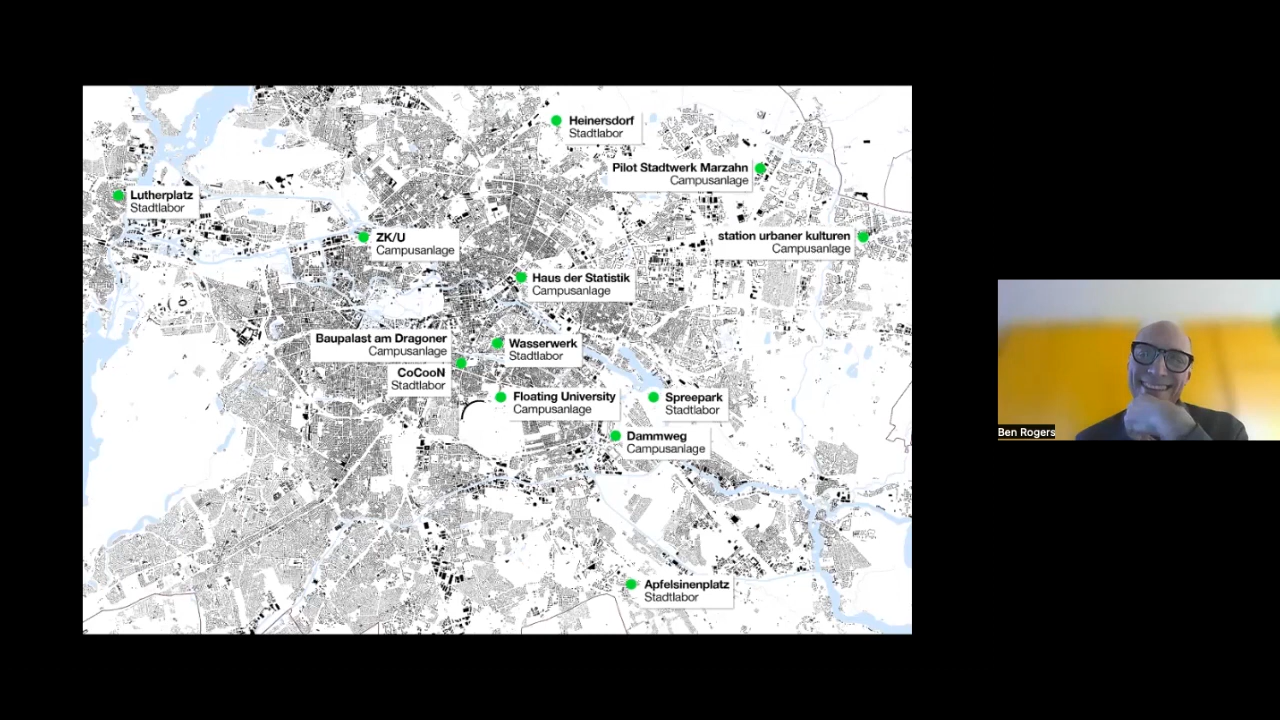 Heinersdorf
Stadtlabor
Pilot Stadtwerk Marzahn
Campusanlage
Lutherplatz
Stadtlabor
ZK/U
Campusanlage
station urbaner kulturen
Campusanlage
Haus der Statistik
Campusanlage
Baupalast am Dragoner
Campusanlage
Wasserwerk
Stadtlabor
CoCooN
Stadtlabor
Floating University
Campusanlage
Spreepark
Stadtlabor
Dammweg
Campusanlage
Apfelsinenplatz
Stadtlabor
Ben Rogers